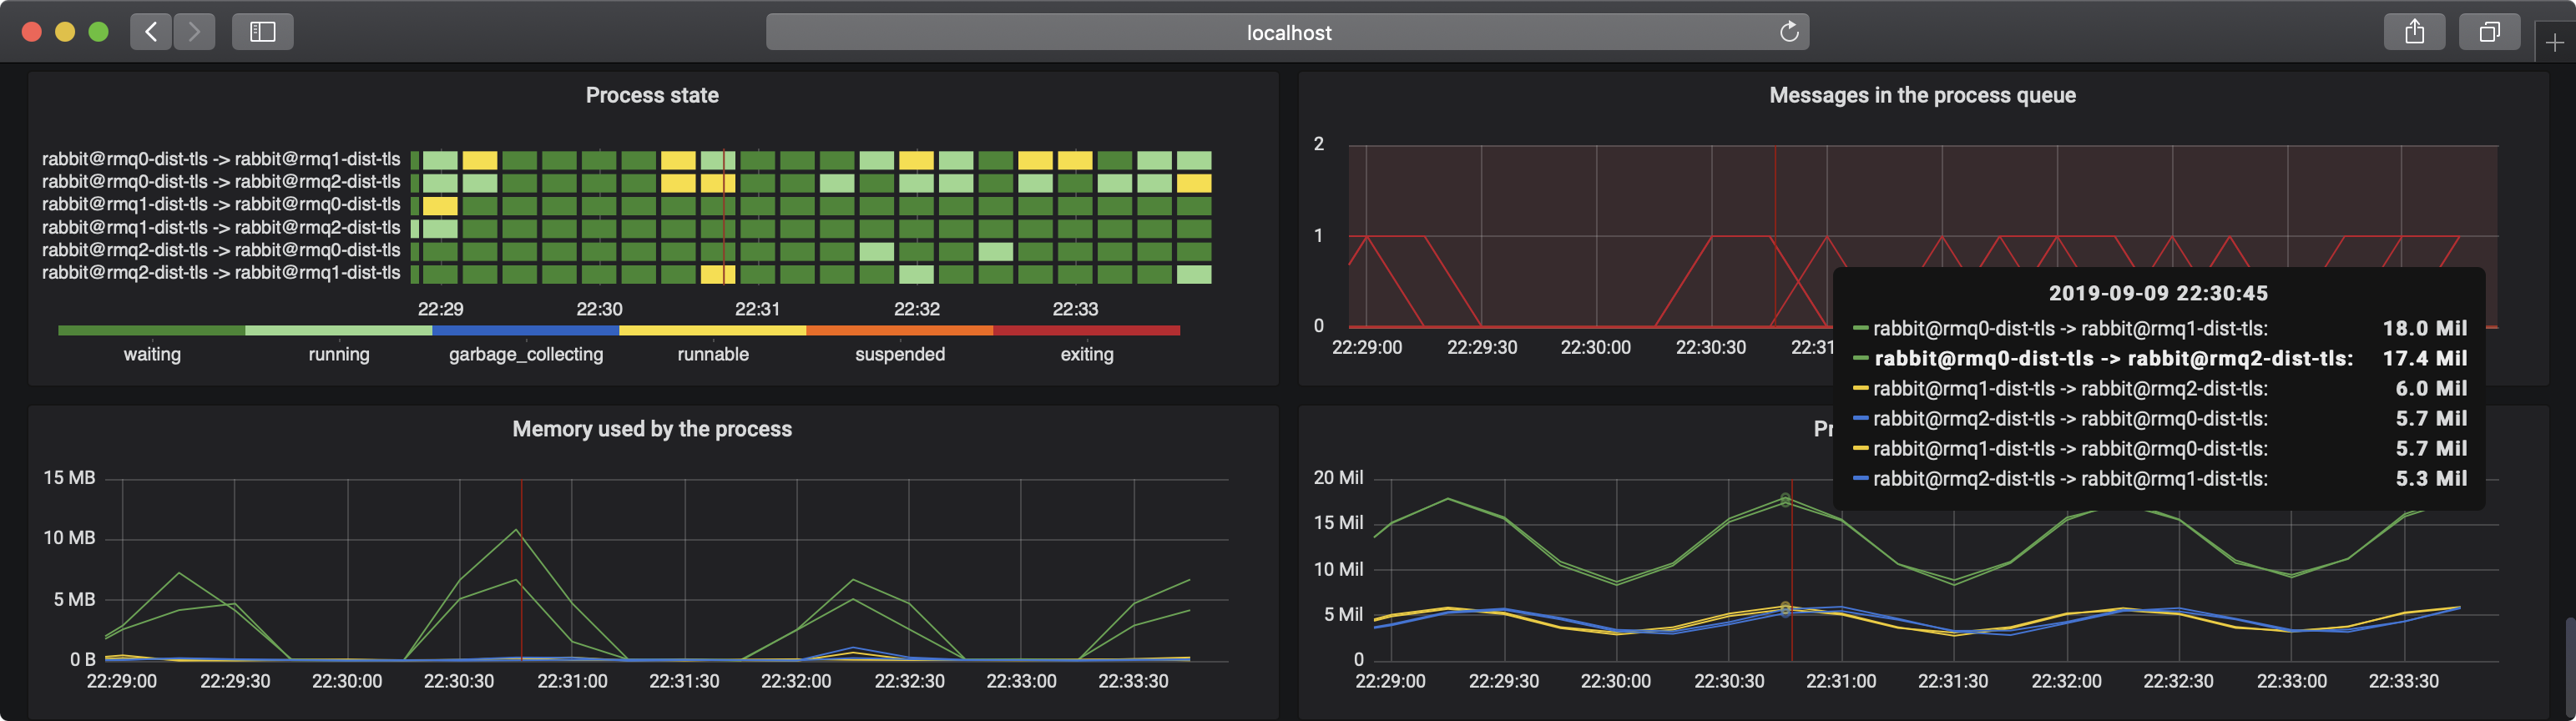 localhost
Process state
rabbit@rmq0-dist-tls -> rabbit@rmq1-dist-tls
rabbit@rmq0-dist-tls -> rabbit@rmq2-dist-tls
rabbit@rmq1-dist-tls -> rabbit@rmq0-dist-tls
rabbit@rmq1-dist-tls -> rabbit@rmq2-dist-tls
rabbit@rmq2-dist-tls -> rabbit@rmq0-dist-tls
rabbit@rmq2-dist-tls -> rabbit@rmq1-dist-tls
22:29 22:30 22:31 22:32 22:33
waiting running garbage_collecting runnable suspended exiting
Messages in the process queue
2
1
0
22:29:00 22:29:30 22:30:00 22:30:30 22:31
2019-09-09 22:30:45
rabbit@rmq0-dist-tls -> rabbit@rmq1-dist-tls: 18.0 Mil
rabbit@rmq0-dist-tls -> rabbit@rmq2-dist-tls: 17.4 Mil
rabbit@rmq1-dist-tls -> rabbit@rmq2-dist-tls: 6.0 Mil
rabbit@rmq2-dist-tls -> rabbit@rmq0-dist-tls: 5.7 Mil
rabbit@rmq1-dist-tls -> rabbit@rmq0-dist-tls: 5.7 Mil
rabbit@rmq2-dist-tls -> rabbit@rmq1-dist-tls: 5.3 Mil
Memory used by the process
15 MB
10 MB
5 MB
0 B
22:29:00 22:29:30 22:30:00 22:30:30 22:31:00 22:31:30 22:32:00 22:32:30 22:33:00 22:33:30
Pr
20 Mil
15 Mil
10 Mil
5 Mil
0
22:29:00 22:29:30 22:30:00 22:30:30 22:31:00 22:31:30 22:32:00 22:32:30 22:33:00 22:33:30